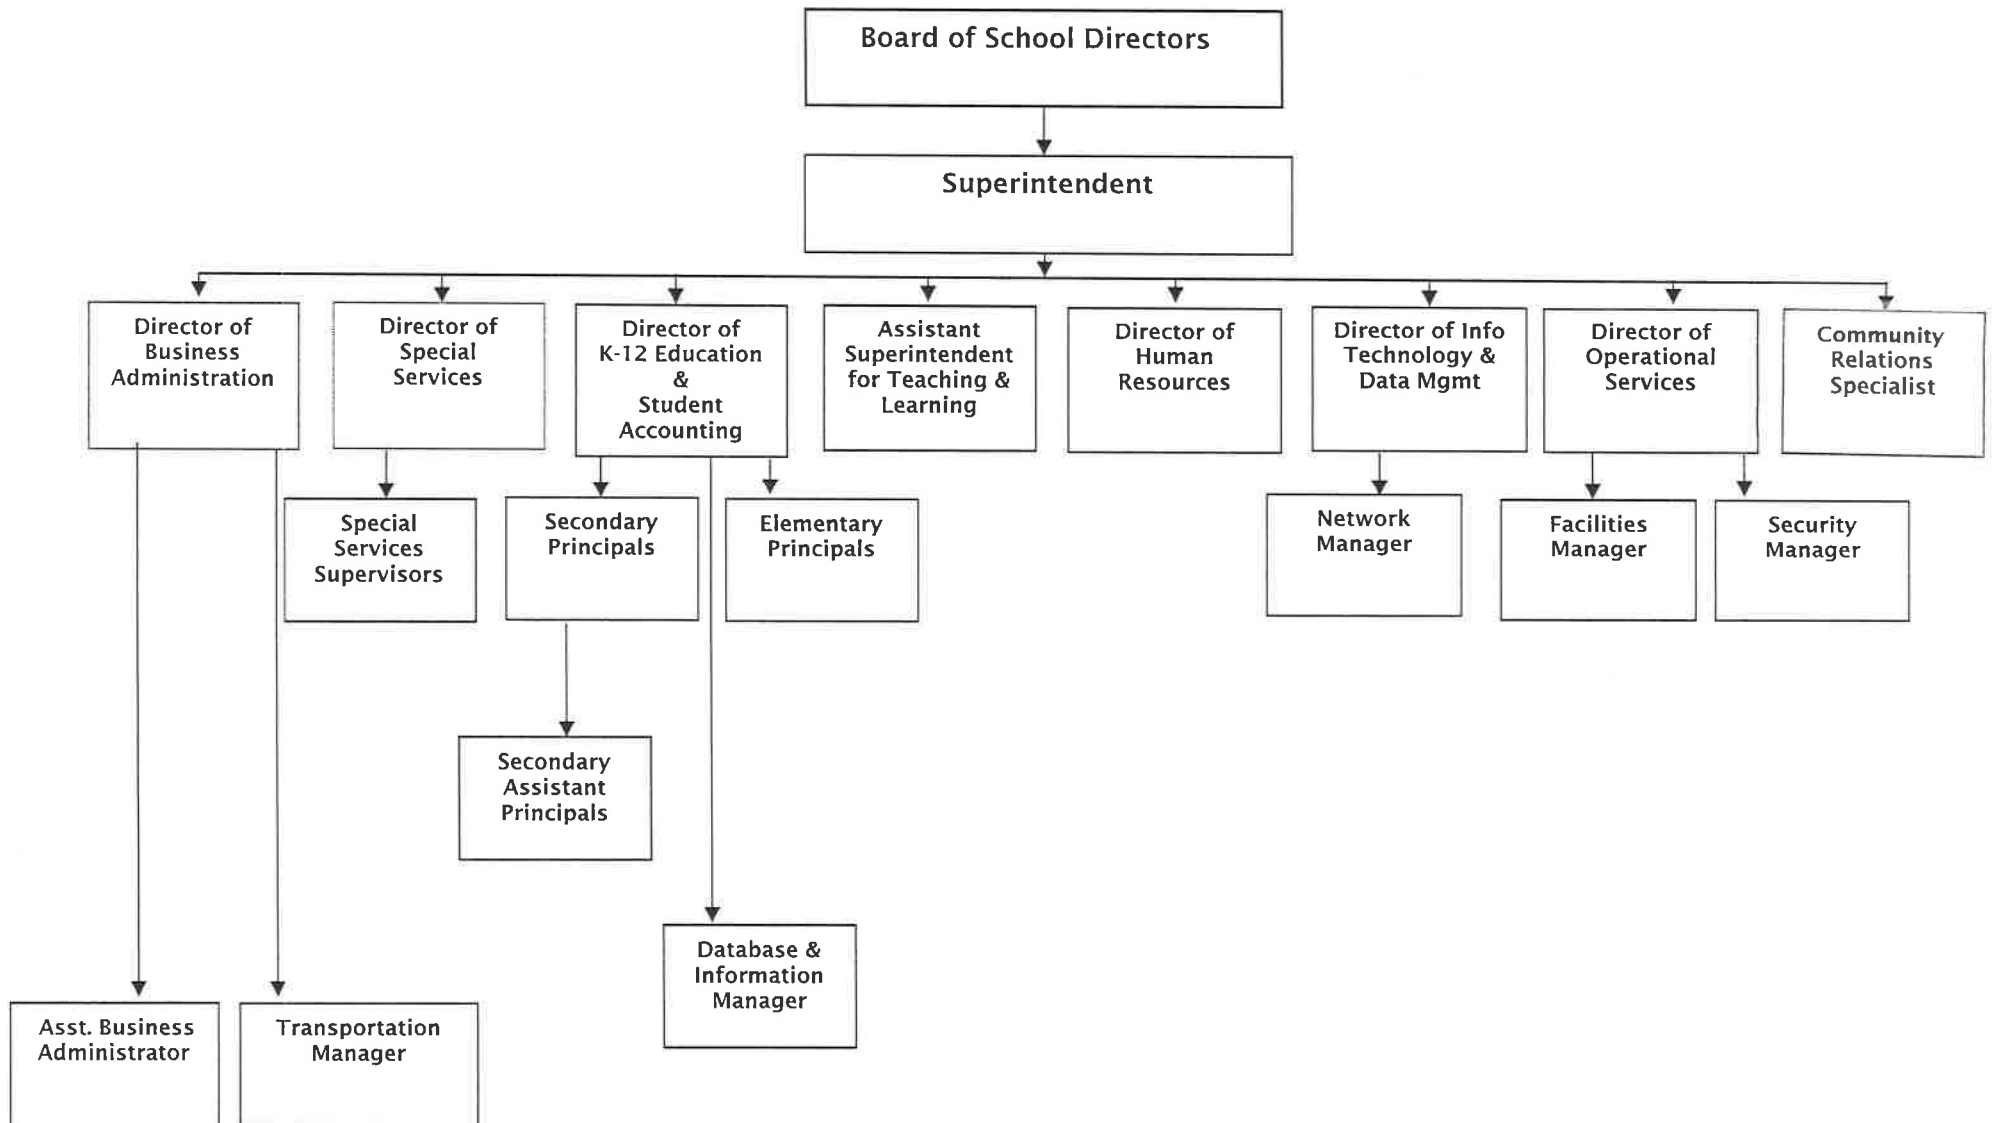 Board of School Directors
Superintendent
Director of
Business
Administration
Director of
Special
Services
Director of
K-12 Education
&
Student
Accounting
Assistant
Superintendent
for Teaching &
Learning
Director of
Human
Resources
Director of Info
Technology &
Data Mgmt
Director of
Operational
Services
Community
Relations
Specialist
Special
Services
Supervisors
Secondary
Principals
Elementary
Principals
Network
Manager
Facilities
Manager
Security
Manager
Secondary
Assistant
Principals
Database &
Information
Manager
Asst. Business
Administrator
Transportation
Manager